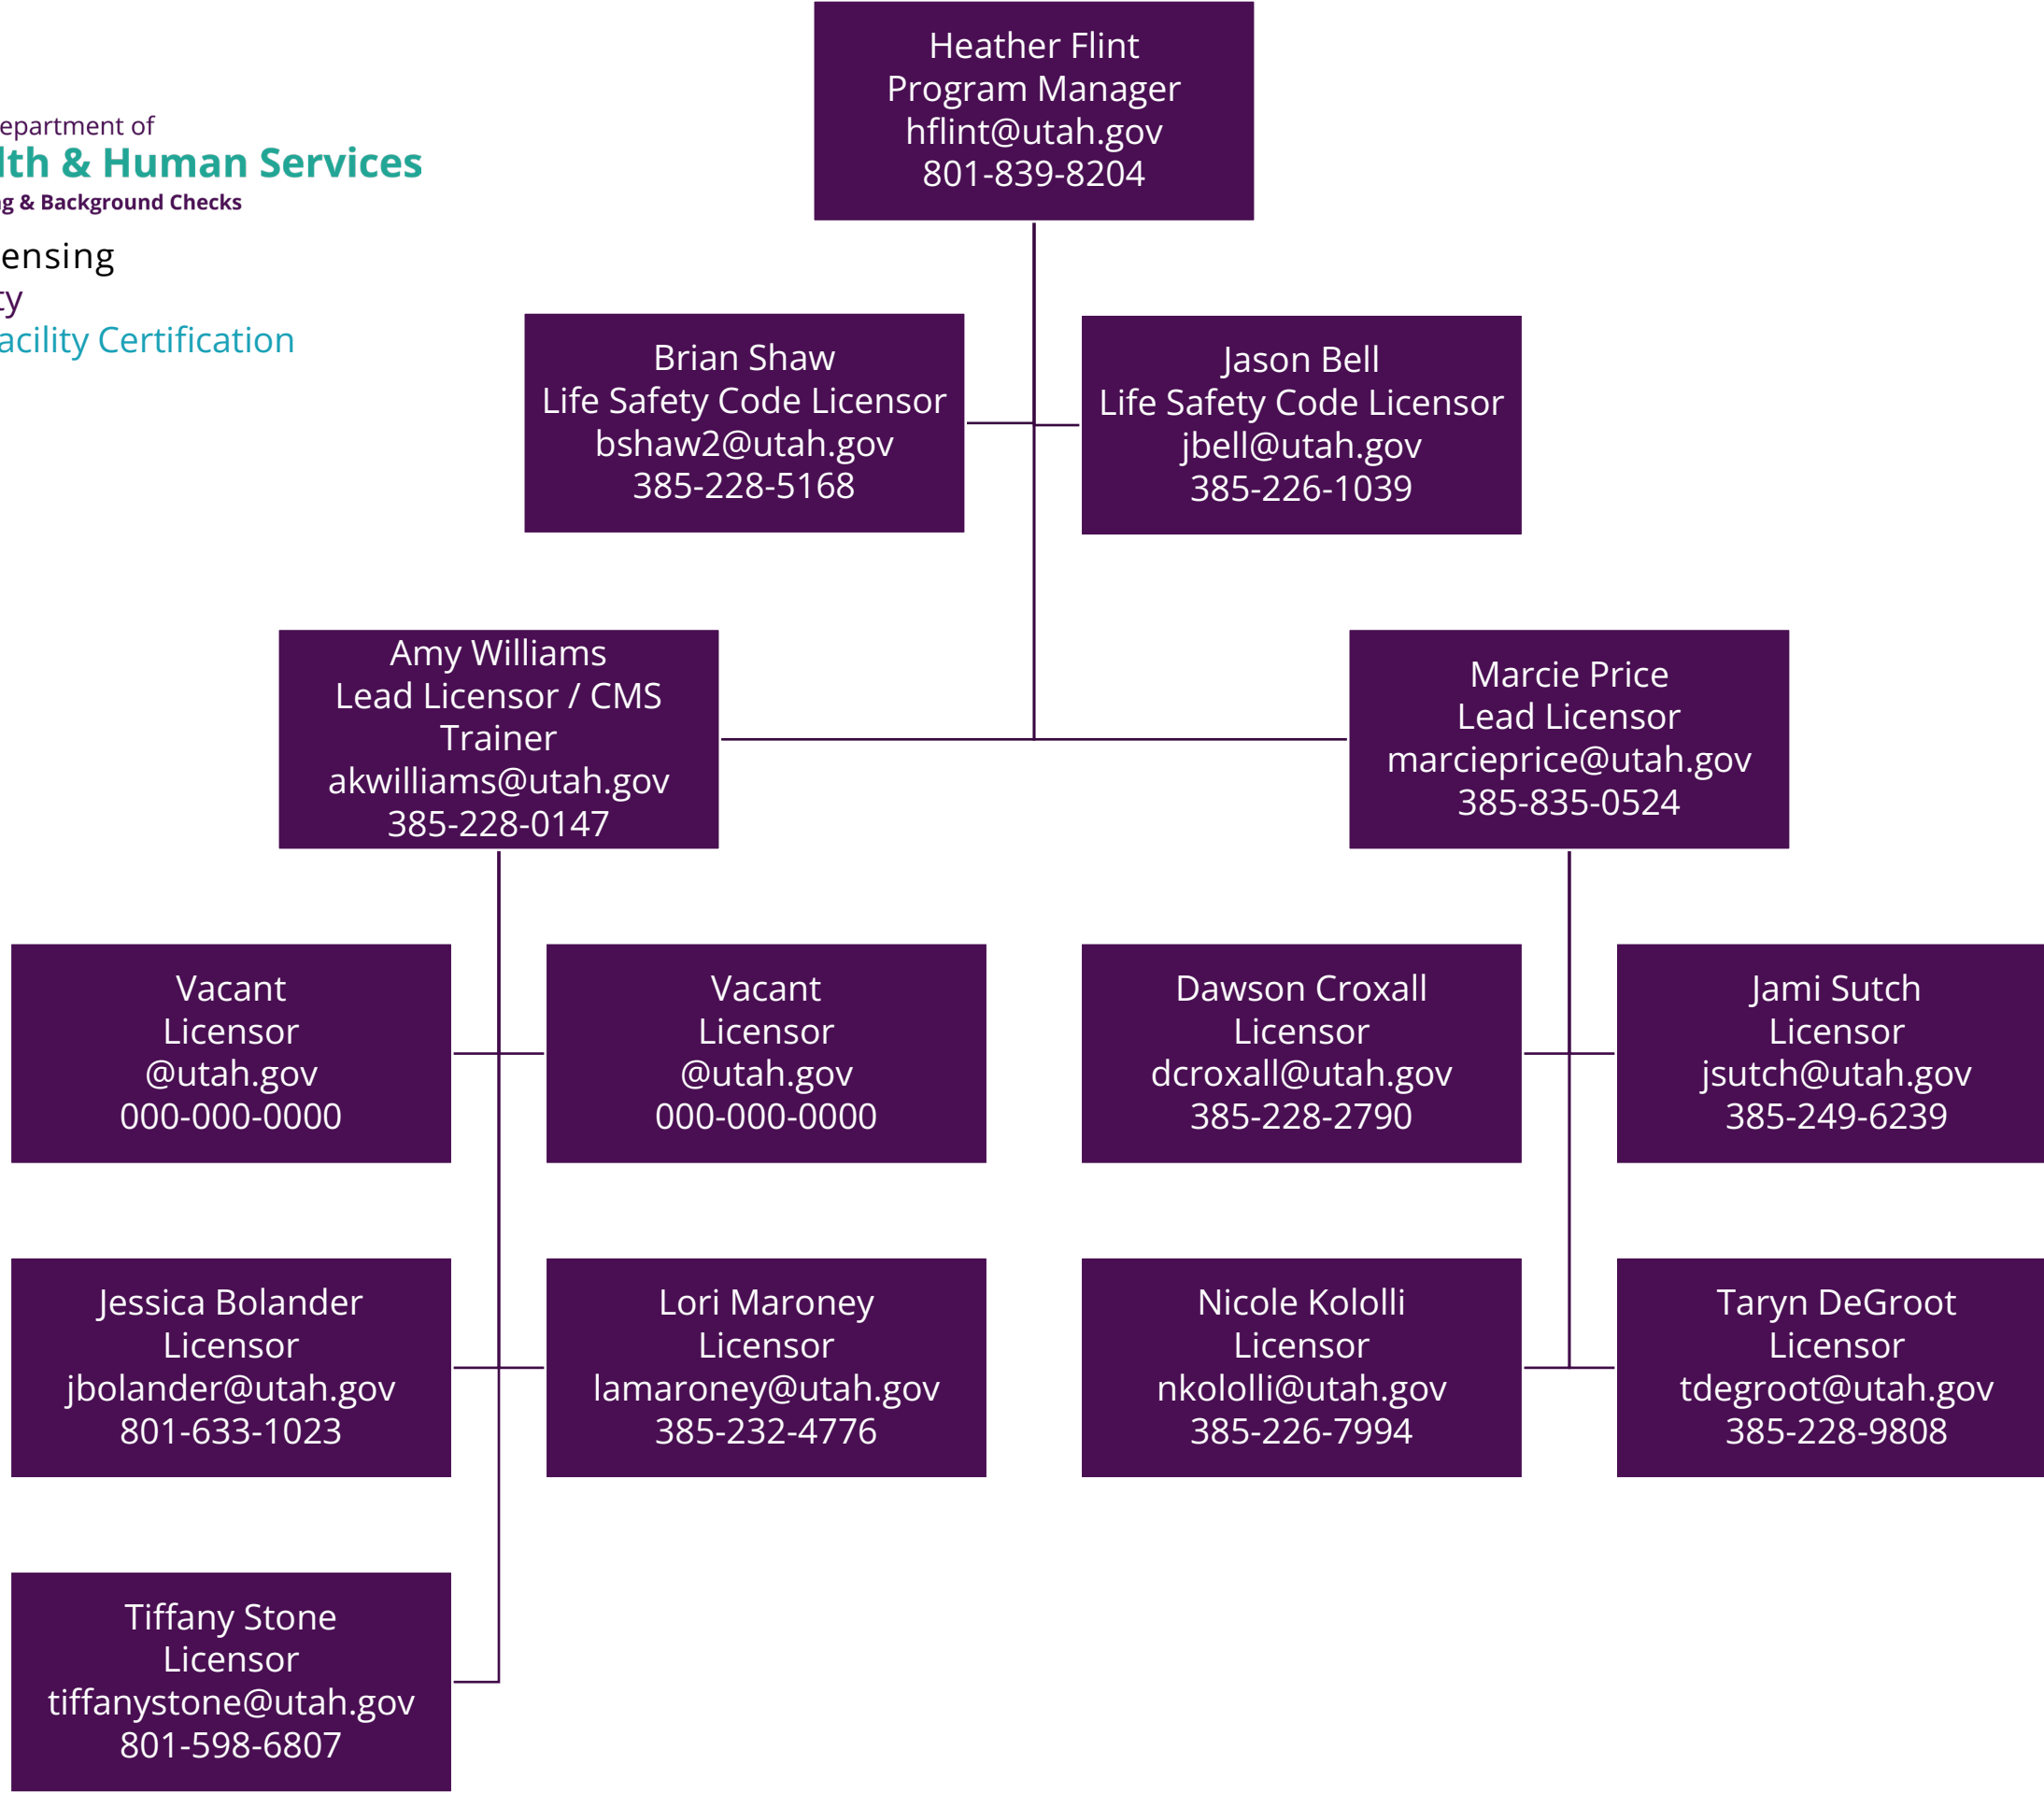 Heather Flint
Program Manager
hflint@utah.gov
801-839-8204
epartment of
lth & Human Services
g & Background Checks
ensing
ty
acility Certification
Brian Shaw
Life Safety Code Licensor
bshaw2@utah.gov
385-228-5168
Jason Bell
Life Safety Code Licensor
jbell@utah.gov
385-226-1039
Amy Williams
Lead Licensor / CMS
Trainer
akwilliams@utah.gov
385-228-0147
Marcie Price
Lead Licensor
marcieprice@utah.gov
385-835-0524
Vacant
Licensor
@utah.gov
000-000-0000
Vacant
Licensor
@utah.gov
000-000-0000
Dawson Croxall
Licensor
dcroxall@utah.gov
385-228-2790
Jami Sutch
Licensor
jsutch@utah.gov
385-249-6239
Jessica Bolander
Licensor
jbolander@utah.gov
801-633-1023
Lori Maroney
Licensor
lamaroney@utah.gov
385-232-4776
Nicole Kololli
Licensor
nkololli@utah.gov
385-226-7994
Taryn DeGroot
Licensor
tdegroot@utah.gov
385-228-9808
Tiffany Stone
Licensor
tiffanystone@utah.gov
801-598-6807